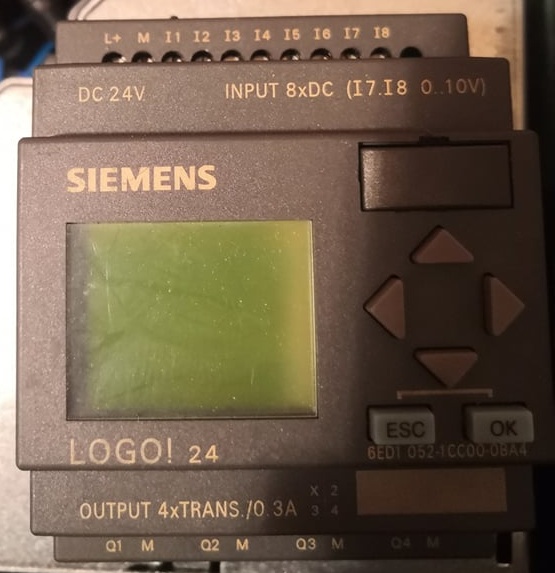 L+ M I1 I2 I3 I4 I5 I6 I7 I8
DC 24V INPUT 8xDC (I7.I8 0..10V)
SIEMENS
ESC OK
LOGO! 24
6ED1 052-1CC00-0BA4
OUTPUT 4xTRANS./0.3A
X 2
3 4
Q1 M Q2 M Q3 M Q4 M